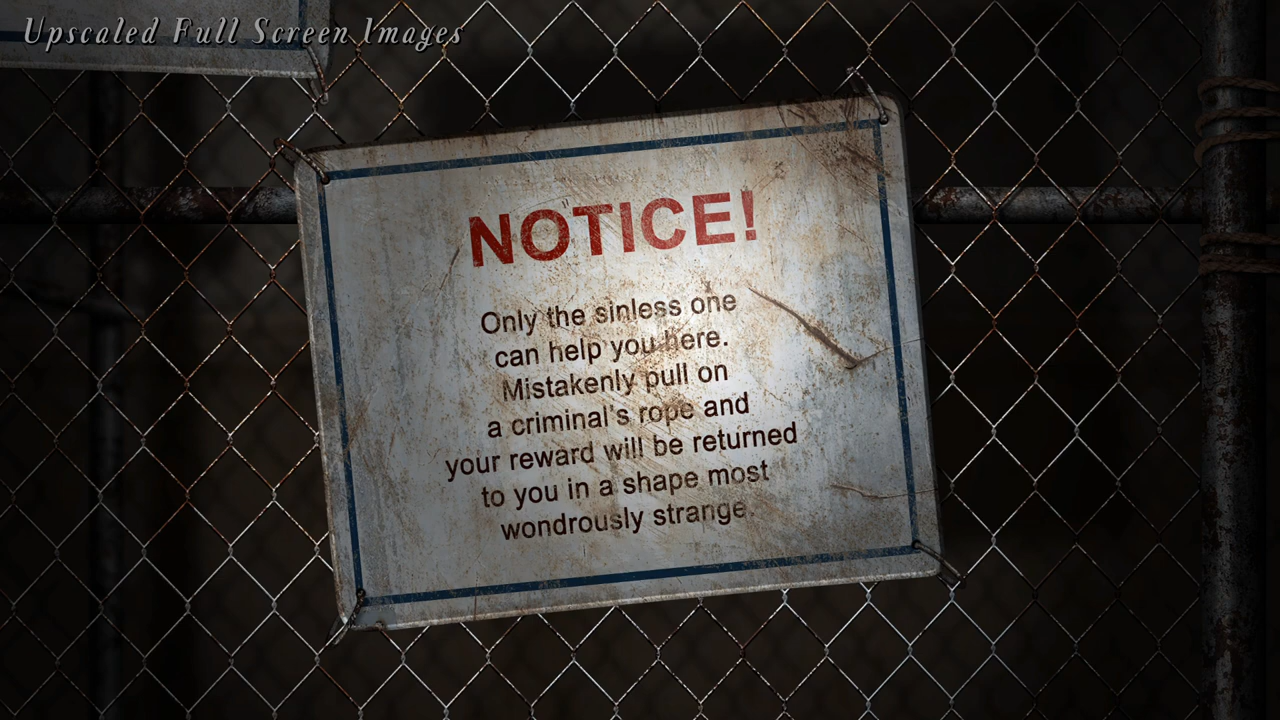 Upscaled Full Screen Images
NOTICE!
Only the sinless one
can help you here.
Mistakenly pull on
a criminal's rope and
your reward will be returned
to you in a shape most
wondrously strange.